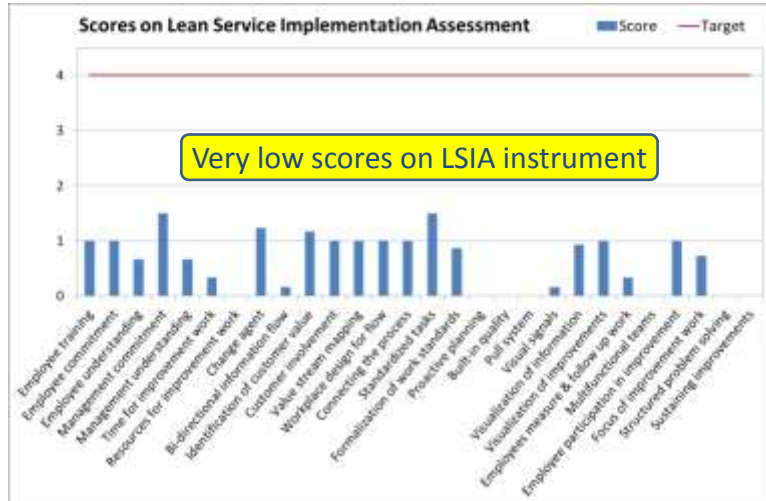 Scores on Lean Service Implementation Assessment
Score
Target
4
3
2
1
0
Very low scores on LSIA instrument
Employee training
Employee commitment
Employee understanding
Management commitment
Management understanding
Time for improvement work
Resources for improvement work
Change agent
Bi-directional information flow
Identification of customer value
Customer involvement
Value stream mapping
Workplace design for flow
Connecting the process
Standardized tasks
Formalization of work standards
Proactive planning
Built-in quality
Pull system
Visual signals
Visualization of information
Visualization of improvements
Employees measure & follow up work
Multifunctional teams
Employee participation in improvement
Focus of improvement work
Structured problem solving
Sustaining improvements